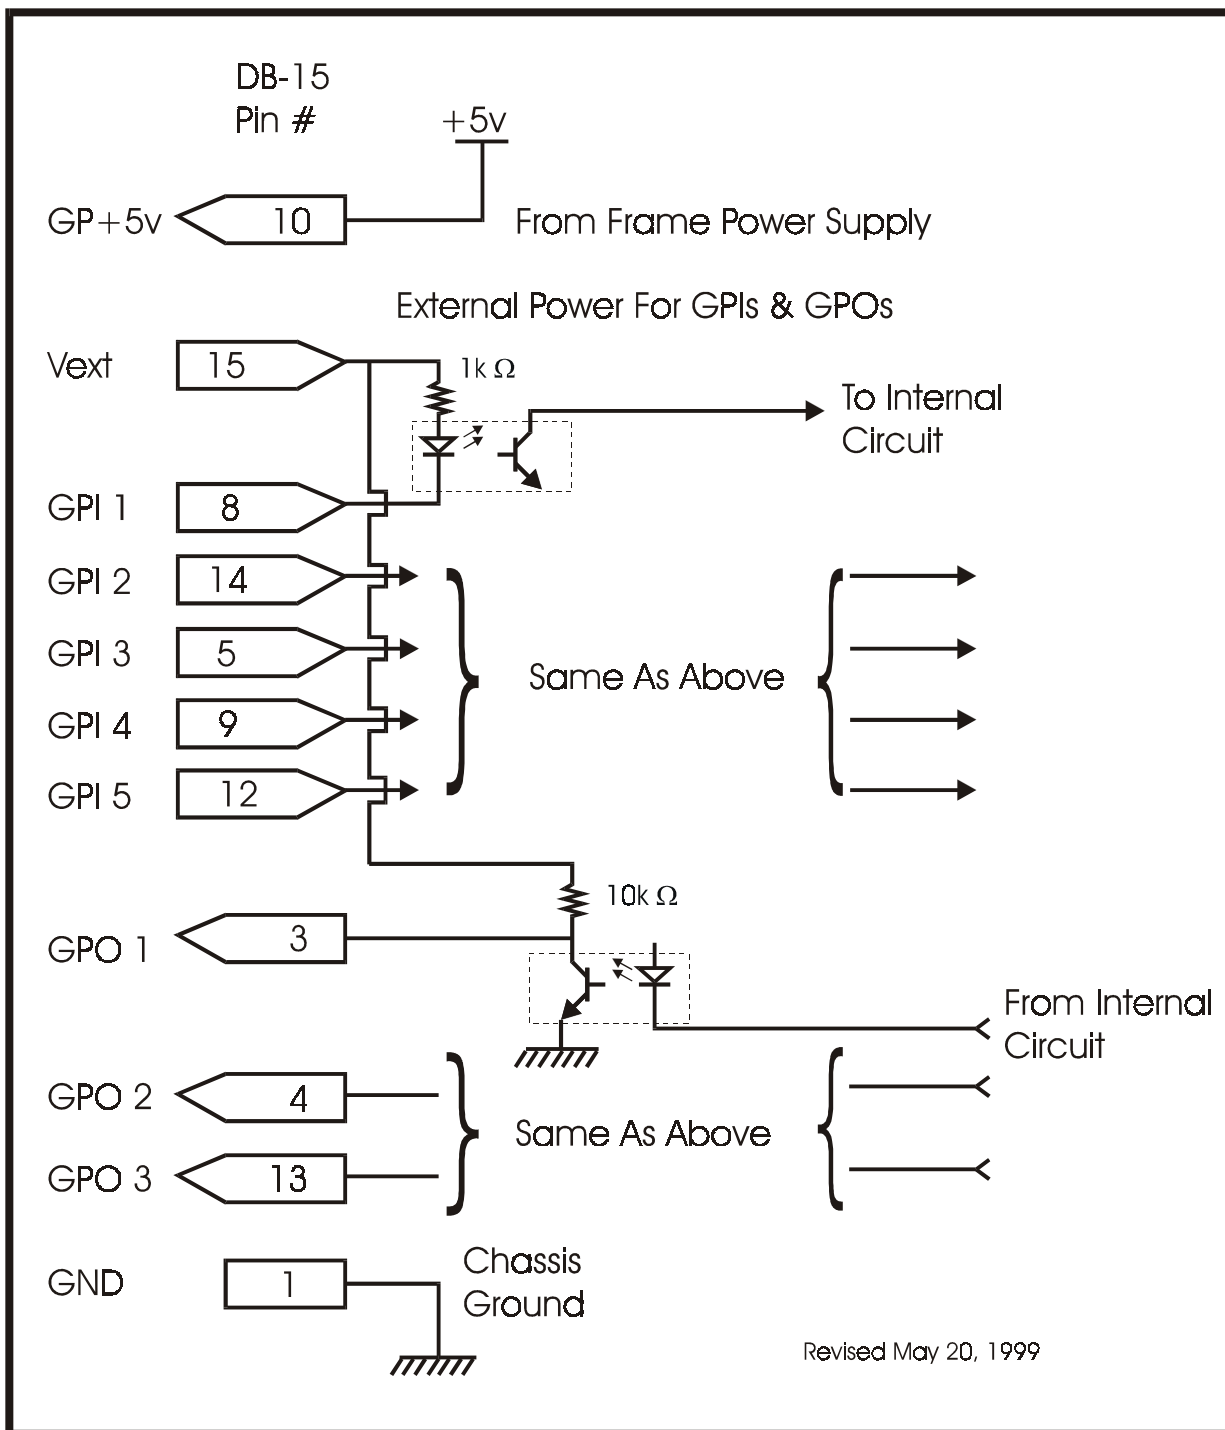 DB-15
Pin #
+5v
GP+5v
10
From Frame Power Supply
External Power For GPIs & GPOs
Vext
15
1k Ω
To Internal
Circuit
GPI 1
8
GPI 2
14
GPI 3
5
Same As Above
GPI 4
9
GPI 5
12
10k Ω
GPO 1
3
From Internal
Circuit
GPO 2
4
Same As Above
GPO 3
13
Chassis
Ground
GND
1
Revised May 20, 1999